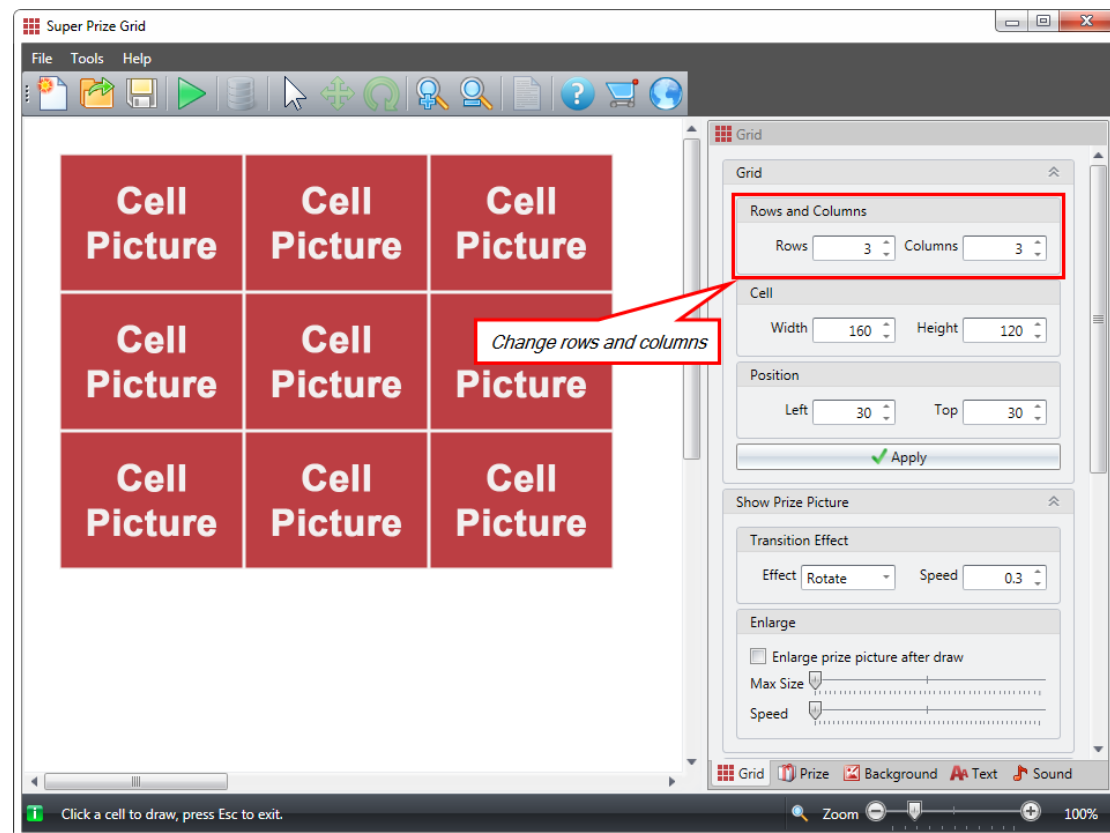 Super Prize Grid
File Tools Help
Grid
Grid
Rows and Columns
Rows 3 Columns 3
Cell
Width 160 Height 120
Position
Left 30 Top 30
Apply
Show Prize Picture
Transition Effect
Effect Rotate Speed 0.3
Enlarge
Enlarge prize picture after draw
Max Size
Speed
Grid Prize Background Text Sound
Cell
Picture
Cell
Picture
Cell
Picture
Cell
Picture
Cell
Picture
Picture
Change rows and columns
Cell
Picture
Cell
Picture
Cell
Picture
Click a cell to draw, press Esc to exit.
Zoom 100%